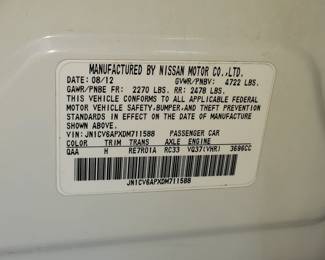 MANUFACTURED BY NISSAN MOTOR CO.,LTD.
DATE: 08/12 GVWR/PNBV: 4722 LBS.
GAWR/PNBE FR: 2270 LBS. RR: 2478 LBS.
THIS VEHICLE CONFORMS TO ALL APPLICABLE FEDERAL
MOTOR VEHICLE SAFETY,BUMPER,AND THEFT PREVENTION
STANDARDS IN EFFECT ON THE DATE OF MANUFACTURE
SHOWN ABOVE.
VIN: JN1CV6APXDM711588 PASSENGER CAR
COLOR TRIM TRANS AXLE ENGINE
QAA H RE7R01A RC33 VQ37(VHR) 3696CC
JN1CV6APXDM711588